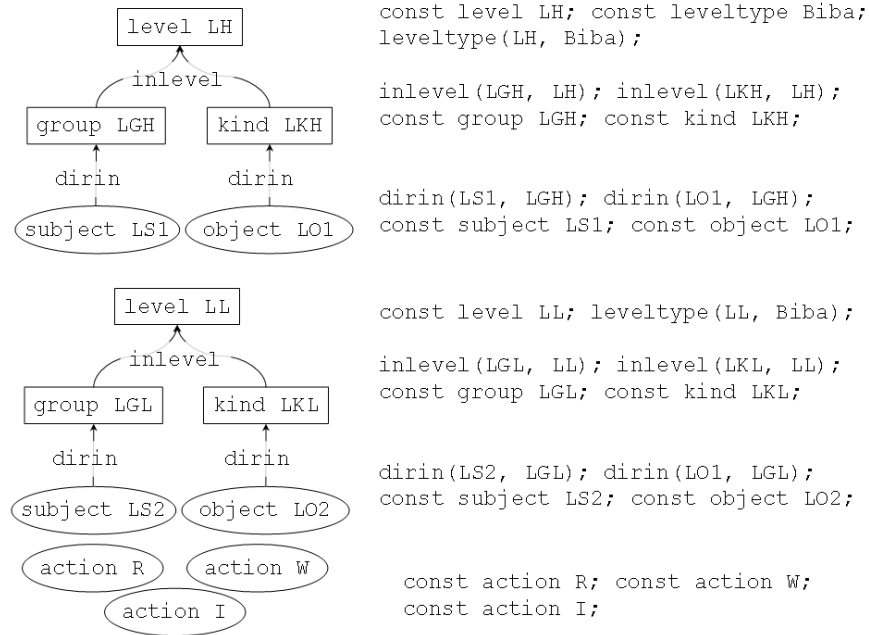 level LH
inlevel
group LGH
kind LKH
dirin
dirin
subject LS1
object LO1
const level LH; const leveltype Biba;
leveltype(LH, Biba);
inlevel(LGH, LH); inlevel(LKH, LH);
const group LGH; const kind LKH;
dirin(LS1, LGH); dirin(LO1, LGH);
const subject LS1; const object LO1;
level LL
inlevel
group LGL
kind LKL
dirin
dirin
subject LS2
object LO2
action R
action W
action I
const level LL; leveltype(LL, Biba);
inlevel(LGL, LL); inlevel(LKL, LL);
const group LGL; const kind LKL;
dirin(LS2, LGL); dirin(LO1, LGL);
const subject LS2; const object LO2;
const action R; const action W;
const action I;